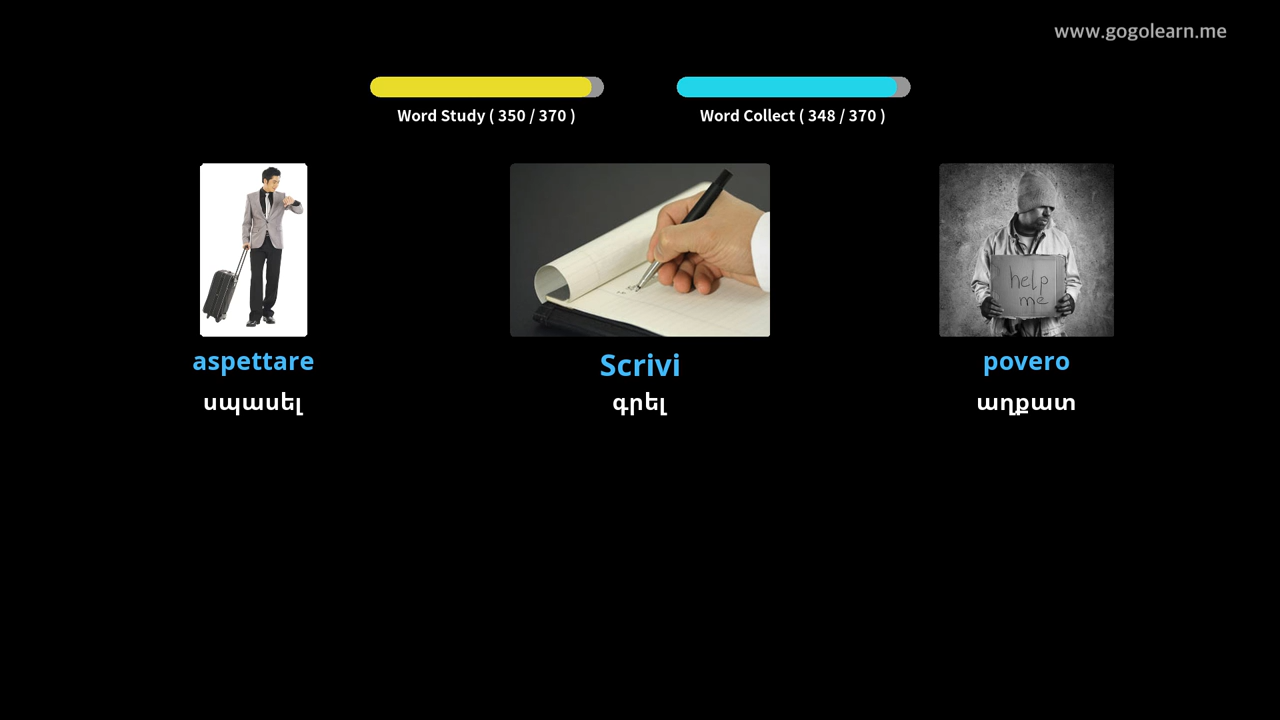 www.gogolearn.me
Word Study ( 350 / 370 )
Word Collect ( 348 / 370 )
help
me
aspettare
Scrivi
povero
սպասել
գրել
աղքատ